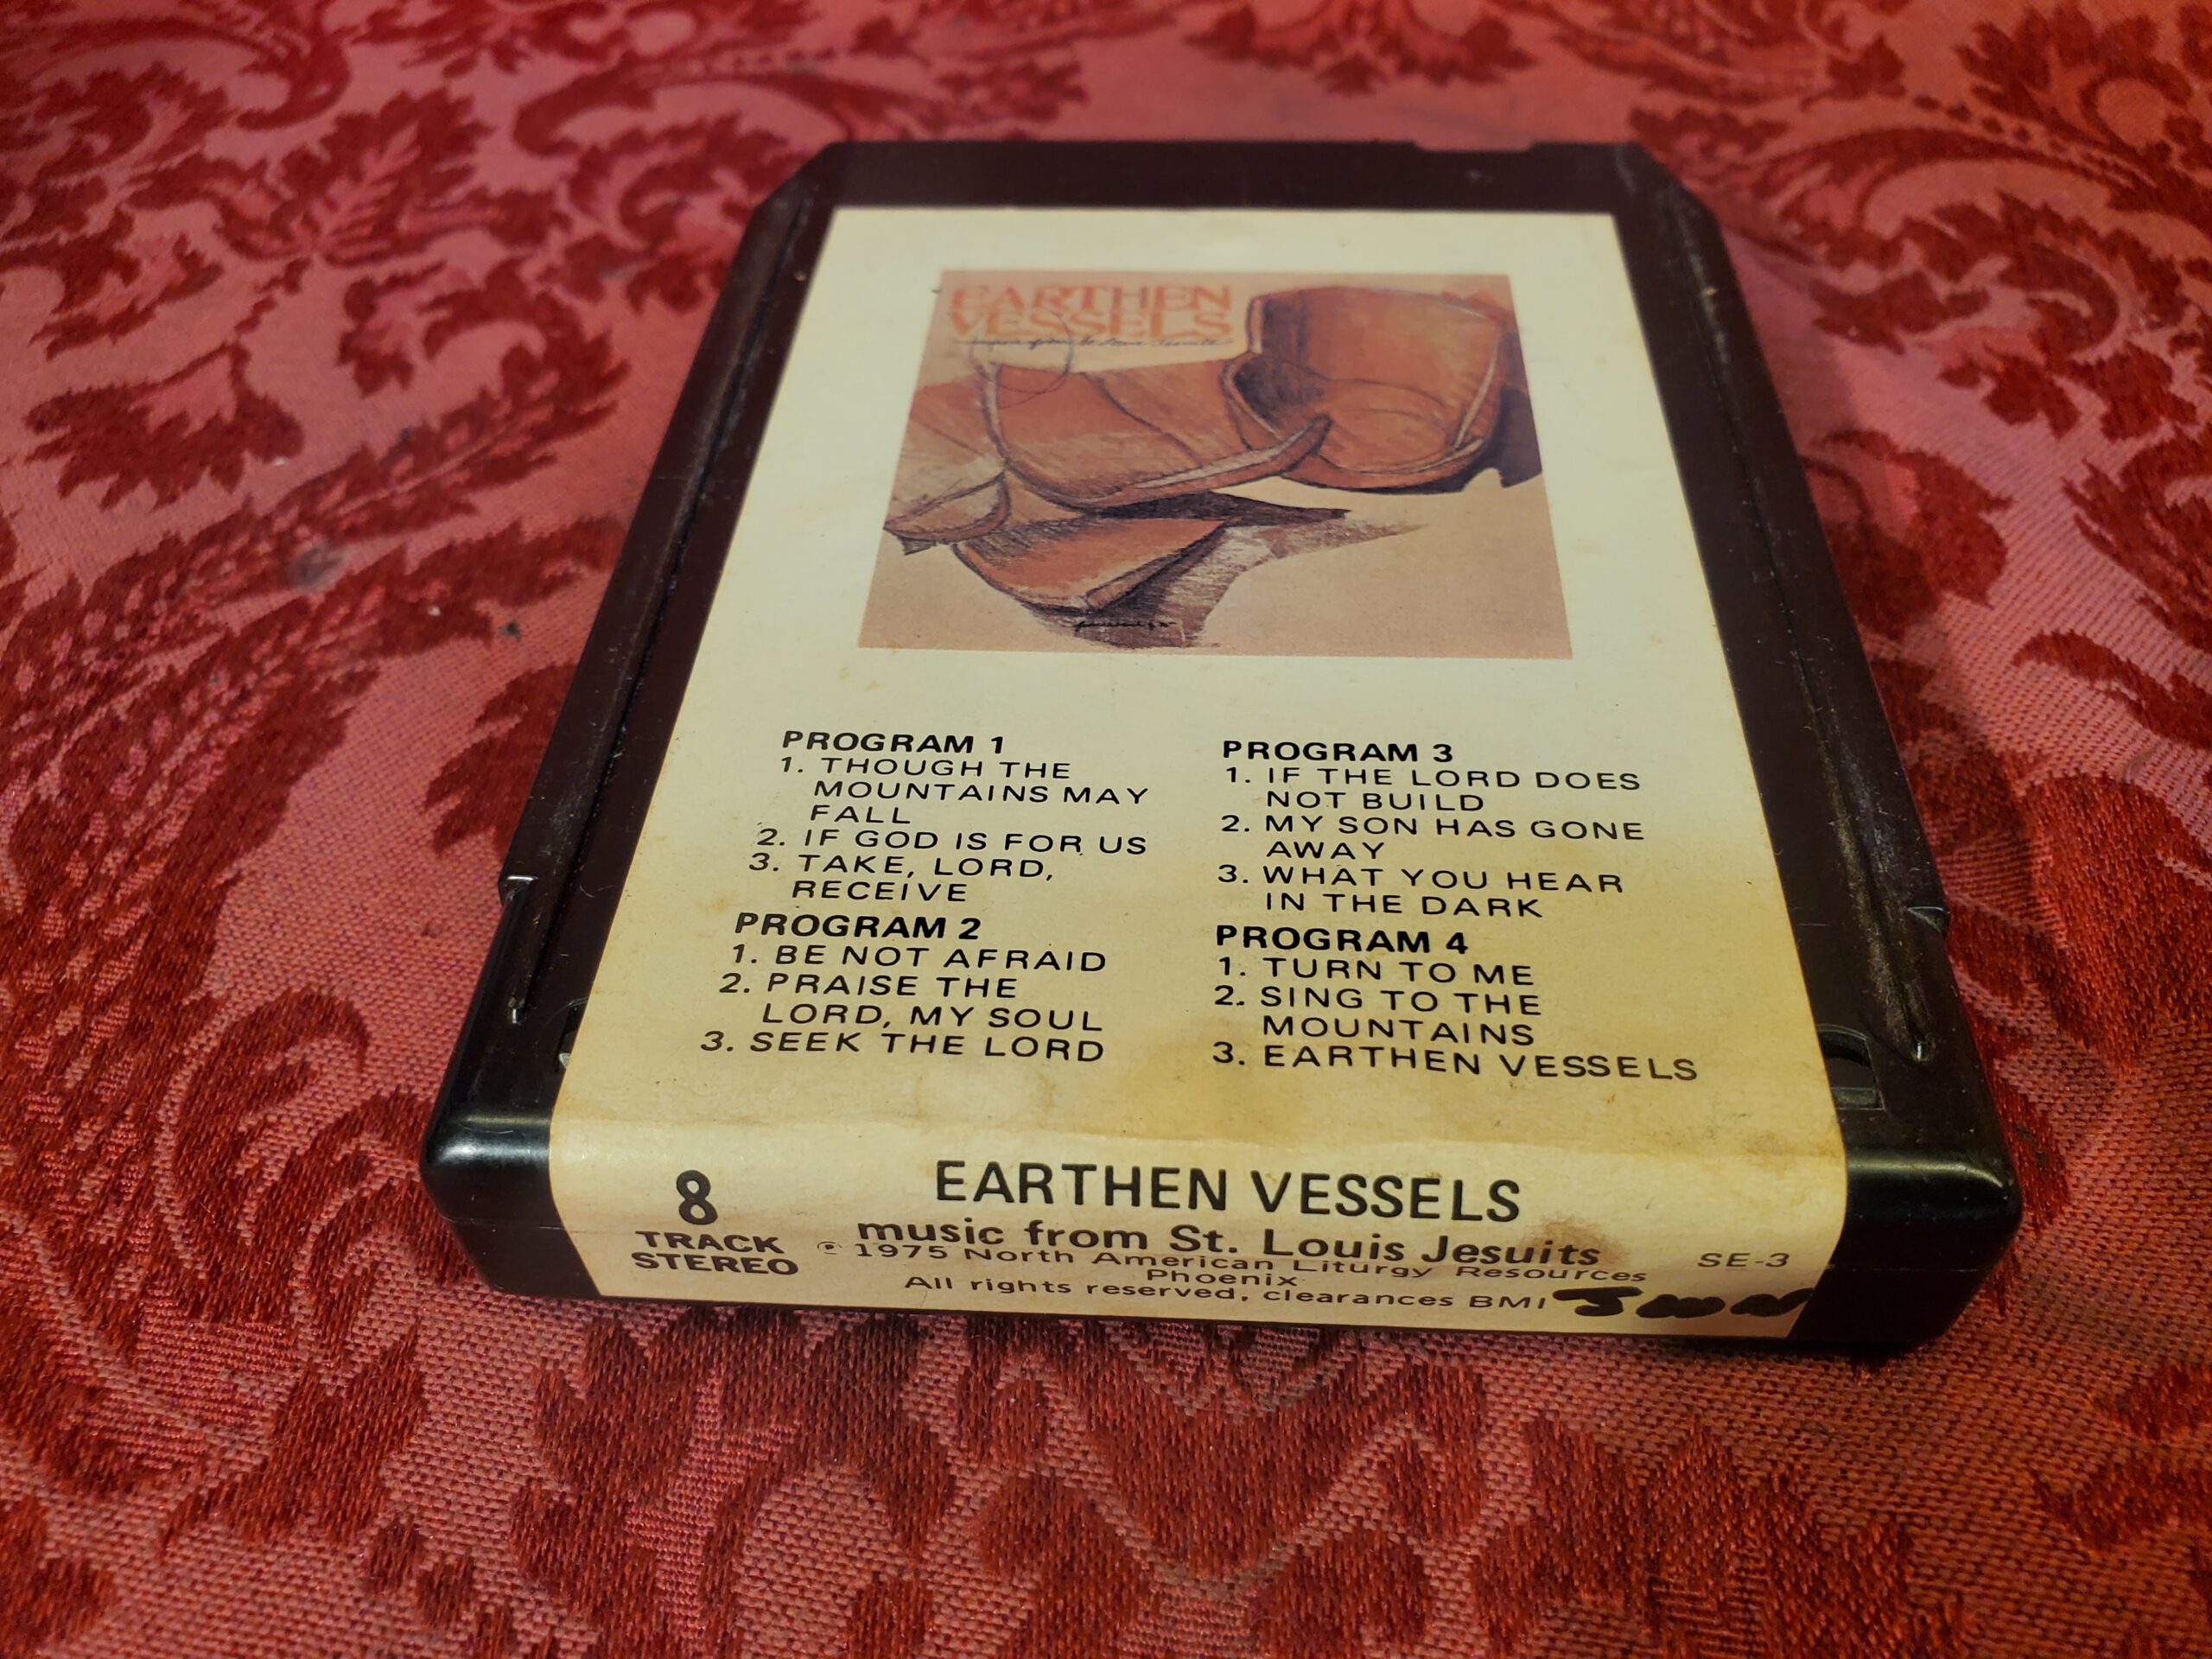 EARTHEN
VESSELS
PROGRAM 1
1. THOUGH THE
MOUNTAINS MAY
FALL
2. IF GOD IS FOR US
3. TAKE, LORD,
RECEIVE
PROGRAM 2
1. BE NOT AFRAID
2. PRAISE THE
LORD, MY SOUL
3. SEEK THE LORD
PROGRAM 3
1. IF THE LORD DOES
NOT BUILD
2. MY SON HAS GONE
AWAY
3. WHAT YOU HEAR
IN THE DARK
PROGRAM 4
1. TURN TO ME
2. SING TO THE
MOUNTAINS
3. EARTHEN VESSELS
8
TRACK
STEREO
EARTHEN VESSELS
music from St. Louis Jesuits
℗ 1975 North American Liturgy Resources
Phoenix
All rights reserved, clearances BMI
SE-3